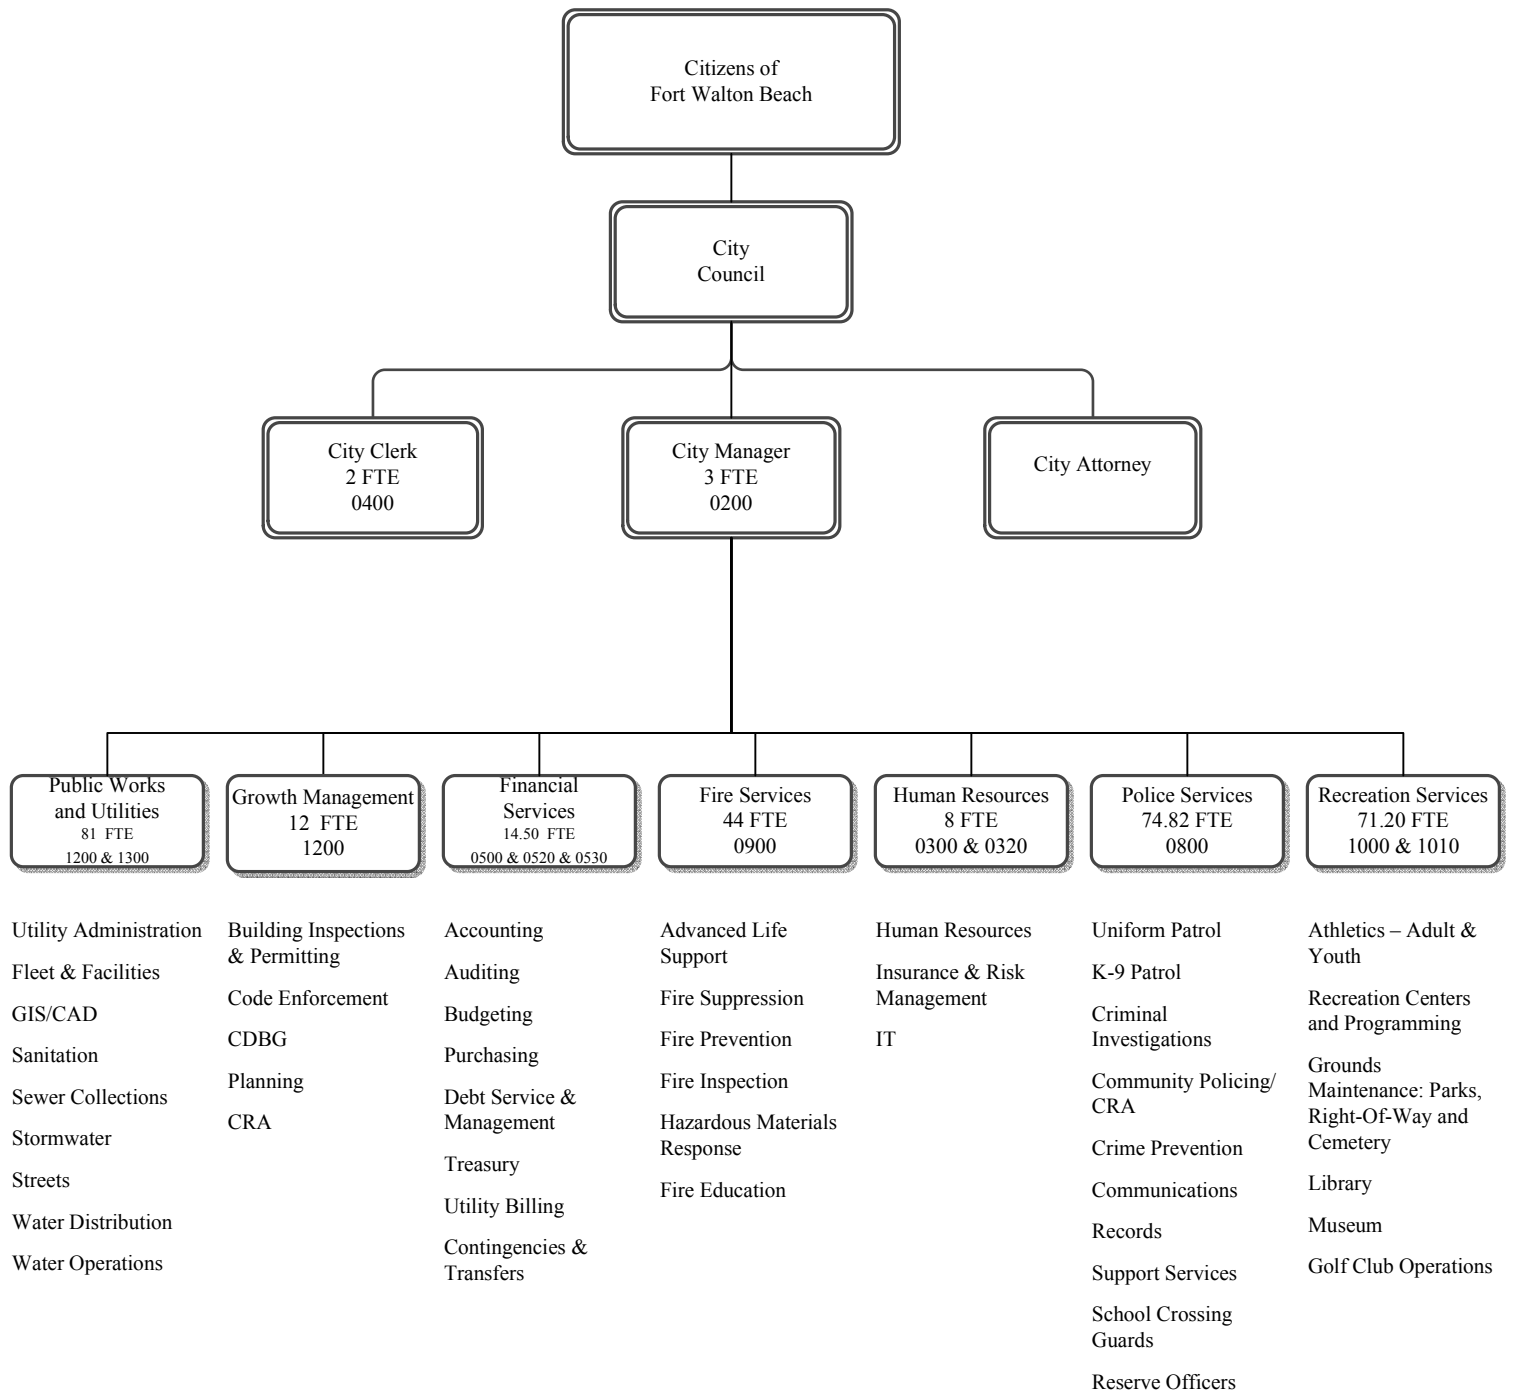 Citizens of
Fort Walton Beach
City
Council
City Clerk
2 FTE
0400
City Manager
3 FTE
0200
City Attorney
Public Works
and Utilities
81 FTE
1200 & 1300
Growth Management
12 FTE
1200
Financial
Services
14.50 FTE
0500 & 0520 & 0530
Fire Services
44 FTE
0900
Human Resources
8 FTE
0300 & 0320
Police Services
74.82 FTE
0800
Recreation Services
71.20 FTE
1000 & 1010
Utility Administration
Fleet & Facilities
GIS/CAD
Sanitation
Sewer Collections
Stormwater
Streets
Water Distribution
Water Operations
Building Inspections
& Permitting
Code Enforcement
CDBG
Planning
CRA
Accounting
Auditing
Budgeting
Purchasing
Debt Service &
Management
Treasury
Utility Billing
Contingencies &
Transfers
Advanced Life
Support
Fire Suppression
Fire Prevention
Fire Inspection
Hazardous Materials
Response
Fire Education
Human Resources
Insurance & Risk
Management
IT
Uniform Patrol
K-9 Patrol
Criminal
Investigations
Community Policing/
CRA
Crime Prevention
Communications
Records
Support Services
School Crossing
Guards
Reserve Officers
Athletics – Adult &
Youth
Recreation Centers
and Programming
Grounds
Maintenance: Parks,
Right-Of-Way and
Cemetery
Library
Museum
Golf Club Operations